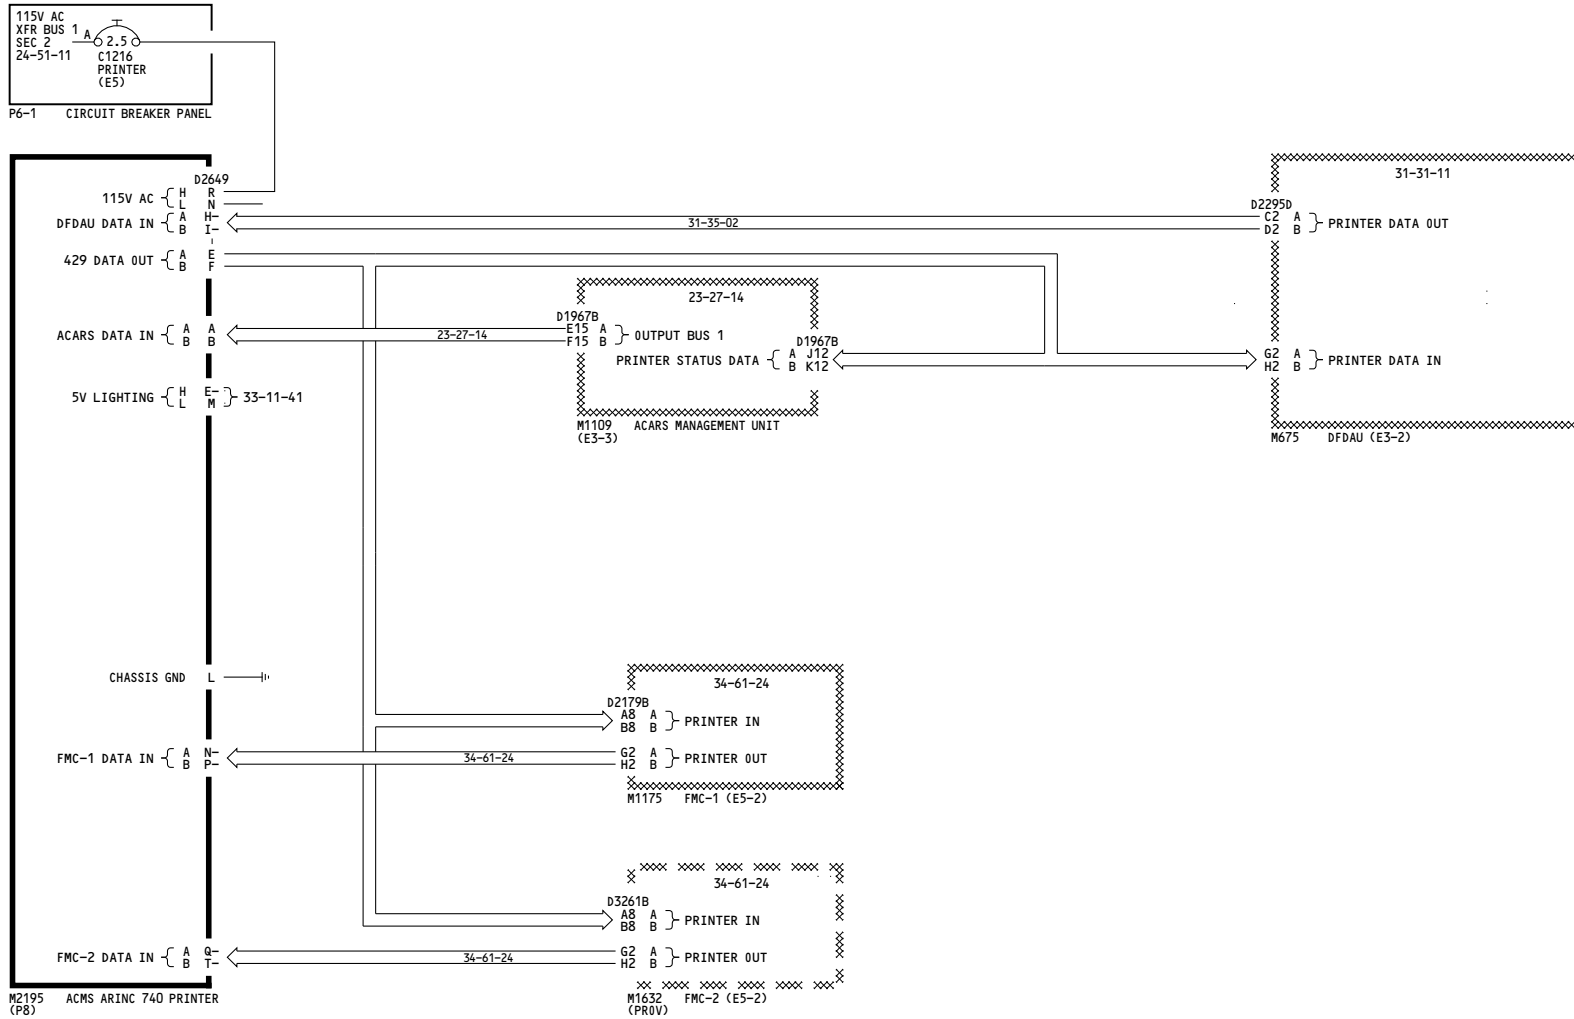 115V AC
XFR BUS 1
SEC 2
24-51-11
A
2.5
C1216
PRINTER
(E5)
P6-1 CIRCUIT BREAKER PANEL
D2649
115V AC H R
L N
DFDAU DATA IN A H-
B I-
31-35-02
429 DATA OUT A E
B F
ACARS DATA IN A A
B B
23-27-14
5V LIGHTING H E-
L M
33-11-41
CHASSIS GND L
FMC-1 DATA IN A N-
B P-
34-61-24
FMC-2 DATA IN A Q-
B T-
34-61-24
M2195 ACMS ARINC 740 PRINTER
(P8)
23-27-14
D1967B
E15 A
F15 B
OUTPUT BUS 1
D1967B
PRINTER STATUS DATA A J12
B K12
M1109 ACARS MANAGEMENT UNIT
(E3-3)
31-31-11
D2295D
C2 A
D2 B
PRINTER DATA OUT
G2 A
H2 B
PRINTER DATA IN
M675 DFDAU (E3-2)
34-61-24
D2179B
A8 A
B8 B
PRINTER IN
G2 A
H2 B
PRINTER OUT
M1175 FMC-1 (E5-2)
34-61-24
D3261B
A8 A
B8 B
PRINTER IN
G2 A
H2 B
PRINTER OUT
M1632 FMC-2 (E5-2)
(PROV)